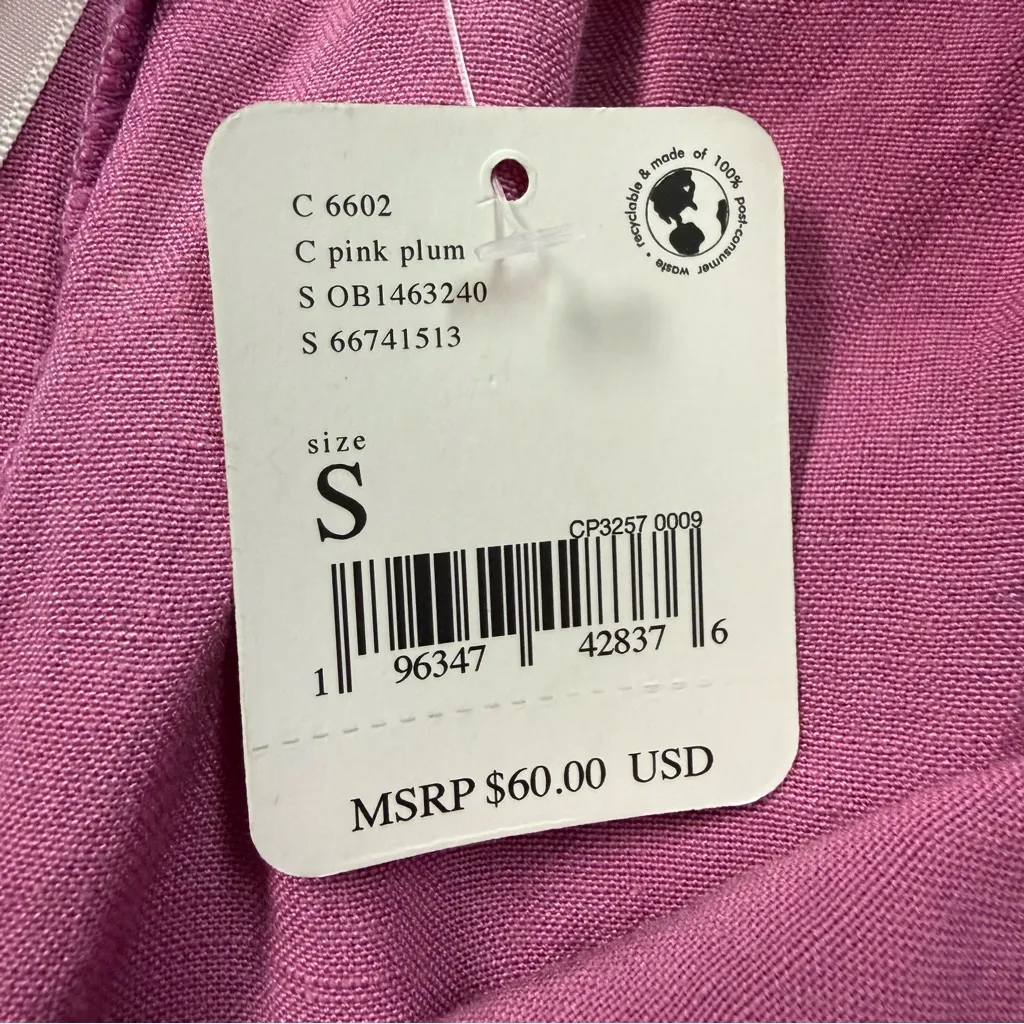 C 6602
C pink plum
S OB1463240
S 66741513
recyclable & made of 100% post-consumer waste •
size
S
CP3257 0009
1 96347 42837 6
MSRP $60.00 USD